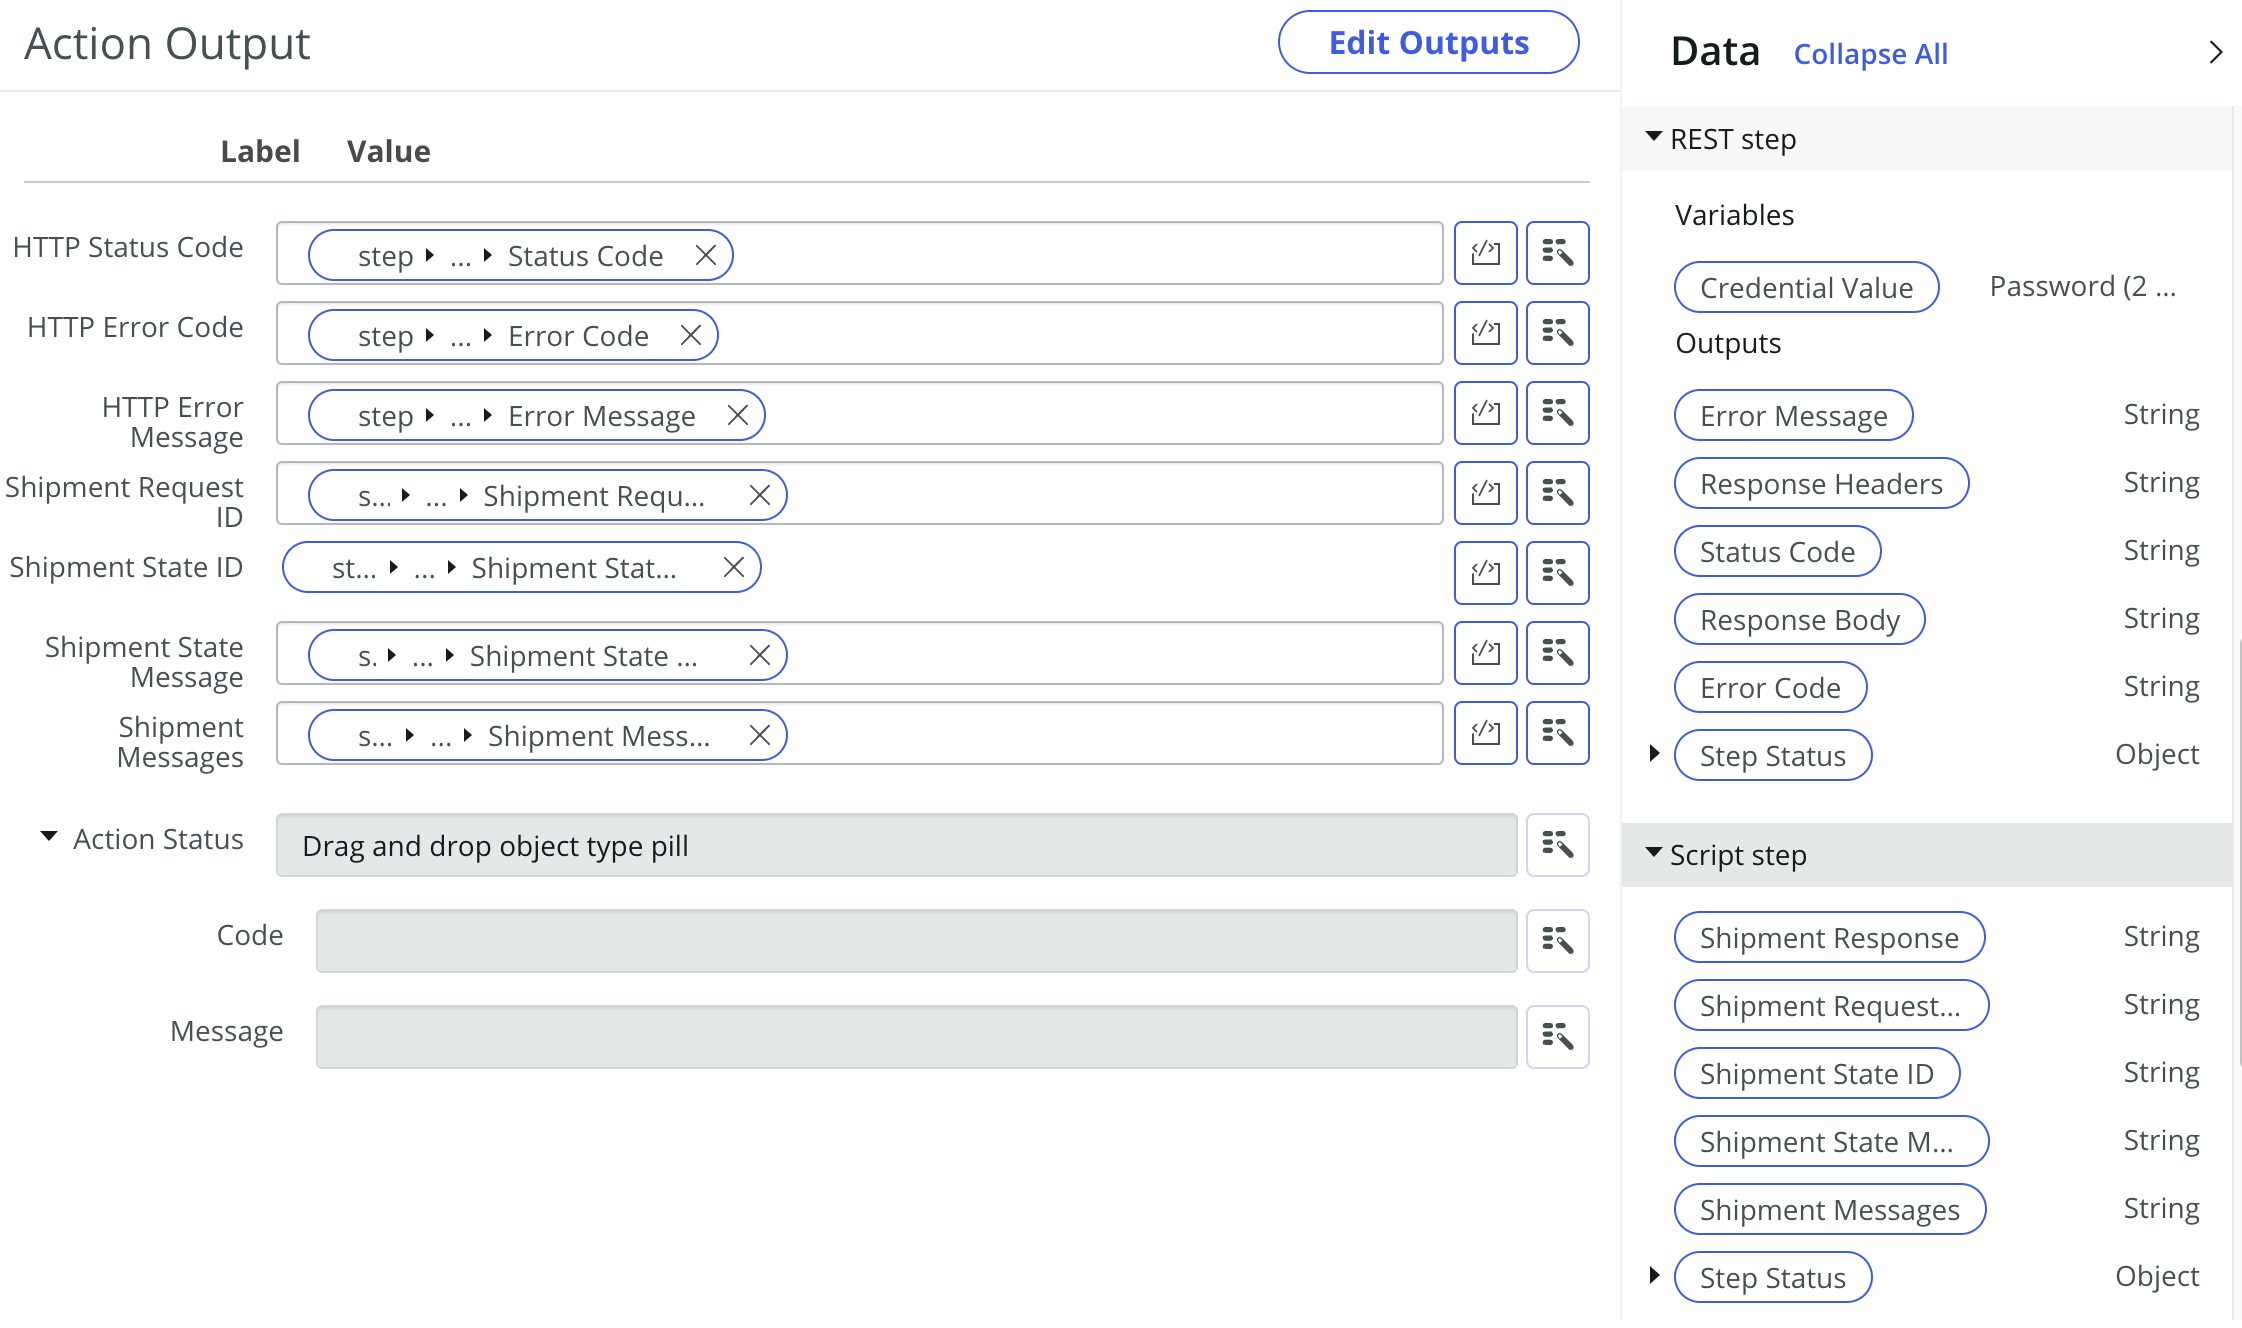 Action Output
Edit Outputs
Label Value
HTTP Status Code
step ... Status Code
HTTP Error Code
step ... Error Code
HTTP Error
Message
step ... Error Message
Shipment Request
ID
s... ... Shipment Requ...
Shipment State ID
st... ... Shipment Stat...
Shipment State
Message
s. ... Shipment State ...
Shipment
Messages
s... ... Shipment Mess...
Action Status
Drag and drop object type pill
Code
Message
Data Collapse All
REST step
Variables
Credential Value Password (2 ...
Outputs
Error Message String
Response Headers String
Status Code String
Response Body String
Error Code String
Step Status Object
Script step
Shipment Response String
Shipment Request... String
Shipment State ID String
Shipment State M... String
Shipment Messages String
Step Status Object